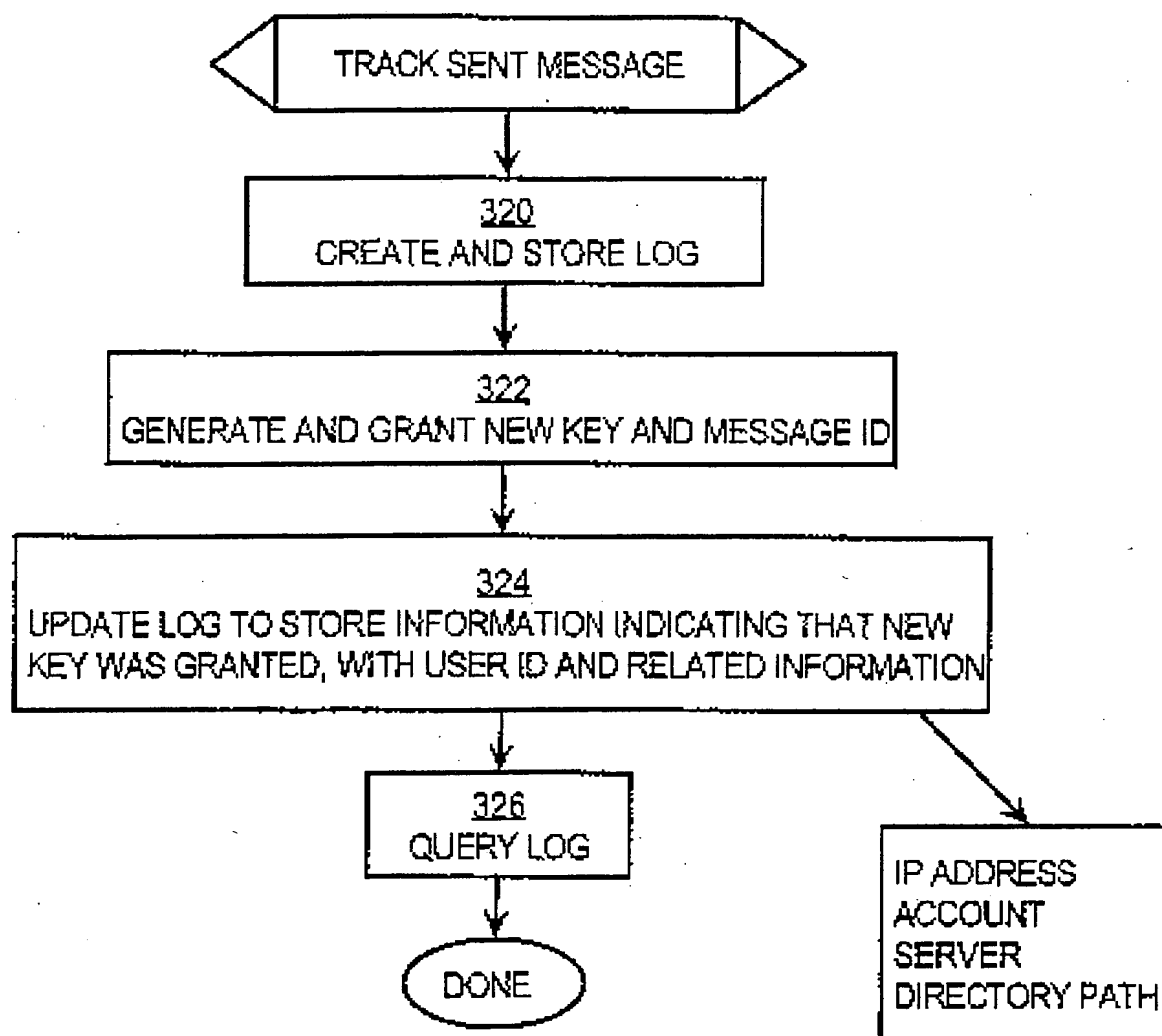 TRACK SENT MESSAGE
320
CREATE AND STORE LOG
322
GENERATE AND GRANT NEW KEY AND MESSAGE ID
324
UPDATE LOG TO STORE INFORMATION INDICATING THAT NEW
KEY WAS GRANTED, WITH USER ID AND RELATED INFORMATION
326
QUERY LOG
DONE
IP ADDRESS
ACCOUNT
SERVER
DIRECTORY PATH